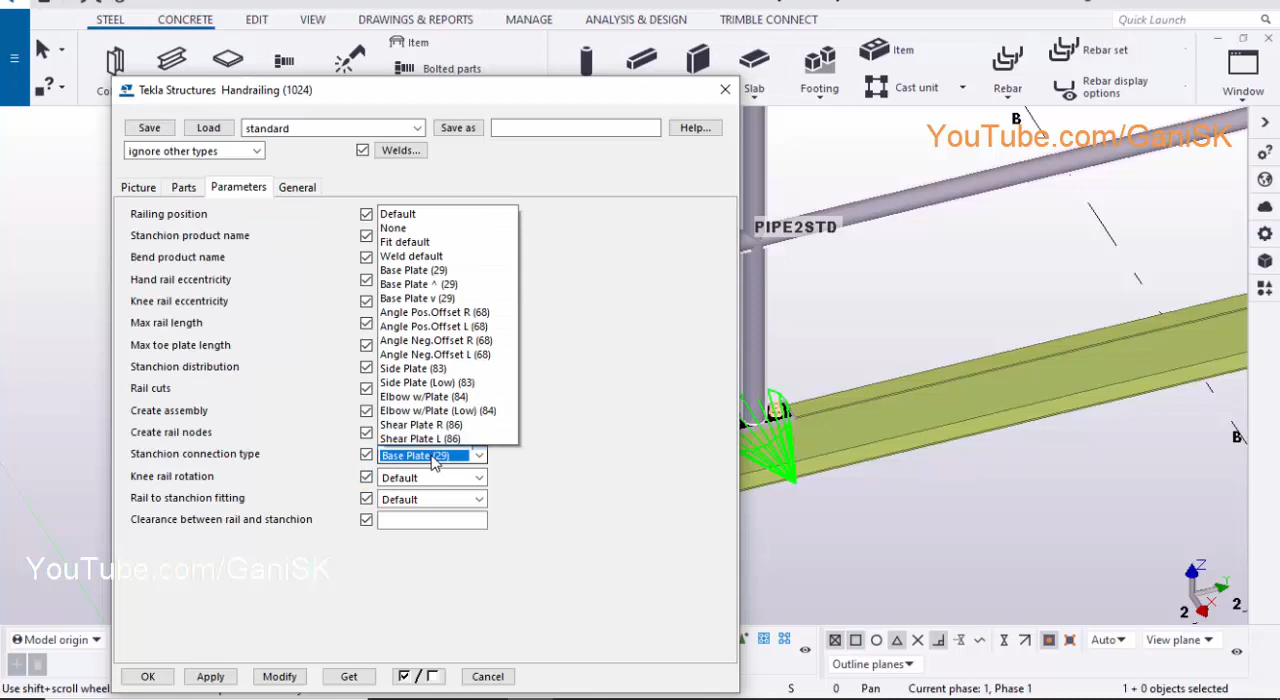 STEEL CONCRETE EDIT VIEW DRAWINGS & REPORTS MANAGE ANALYSIS & DESIGN TRIMBLE CONNECT Quick Launch
Item
Bolted parts
Slab
Footing
Item
Cast unit
Rebar
Rebar set
Rebar display
options
Window
Tekla Structures Handrailing (1024)
Save Load standard Save as Help...
ignore other types Welds...
Picture Parts Parameters General
Railing position
Stanchion product name
Bend product name
Hand rail eccentricity
Knee rail eccentricity
Max rail length
Max toe plate length
Stanchion distribution
Rail cuts
Create assembly
Create rail nodes
Stanchion connection type
Knee rail rotation
Rail to stanchion fitting
Clearance between rail and stanchion
Default
None
Fit default
Weld default
Base Plate (29)
Base Plate ^ (29)
Base Plate v (29)
Angle Pos.Offset R (68)
Angle Pos.Offset L (68)
Angle Neg.Offset R (68)
Angle Neg.Offset L (68)
Side Plate (83)
Side Plate (Low) (83)
Elbow w/Plate (84)
Elbow w/Plate (Low) (84)
Shear Plate R (86)
Shear Plate L (86)
Base Plate (29)
Default
Default
OK Apply Modify Get / Cancel
YouTube.com/GaniSK
PIPE2STD
B
B
YouTube.com/GaniSK
Z
Y
X
2
2
Model origin
Auto View plane
Outline planes
Use shift+scroll wheel
S 0 Pan Current phase: 1, Phase 1 1 + 0 objects selected